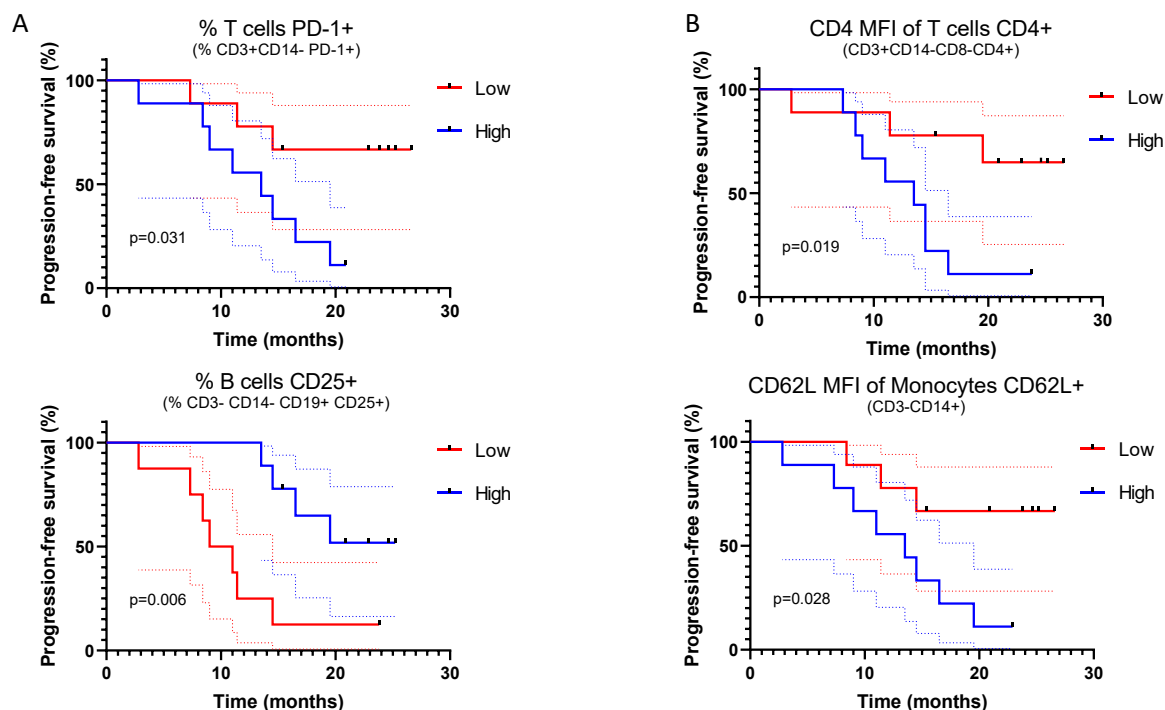 A
% T cells PD-1+
(% CD3+CD14- PD-1+)
Progression-free survival (%)
100
50
0
p=0.031
Low
High
0 10 20 30
Time (months)
% B cells CD25+
(% CD3- CD14- CD19+ CD25+)
Progression-free survival (%)
100
50
0
p=0.006
Low
High
0 10 20 30
Time (months)
B
CD4 MFI of T cells CD4+
(CD3+CD14-CD8-CD4+)
Progression-free survival (%)
100
50
0
p=0.019
Low
High
0 10 20 30
Time (months)
CD62L MFI of Monocytes CD62L+
(CD3-CD14+)
Progression-free survival (%)
100
50
0
p=0.028
Low
High
0 10 20 30
Time (months)